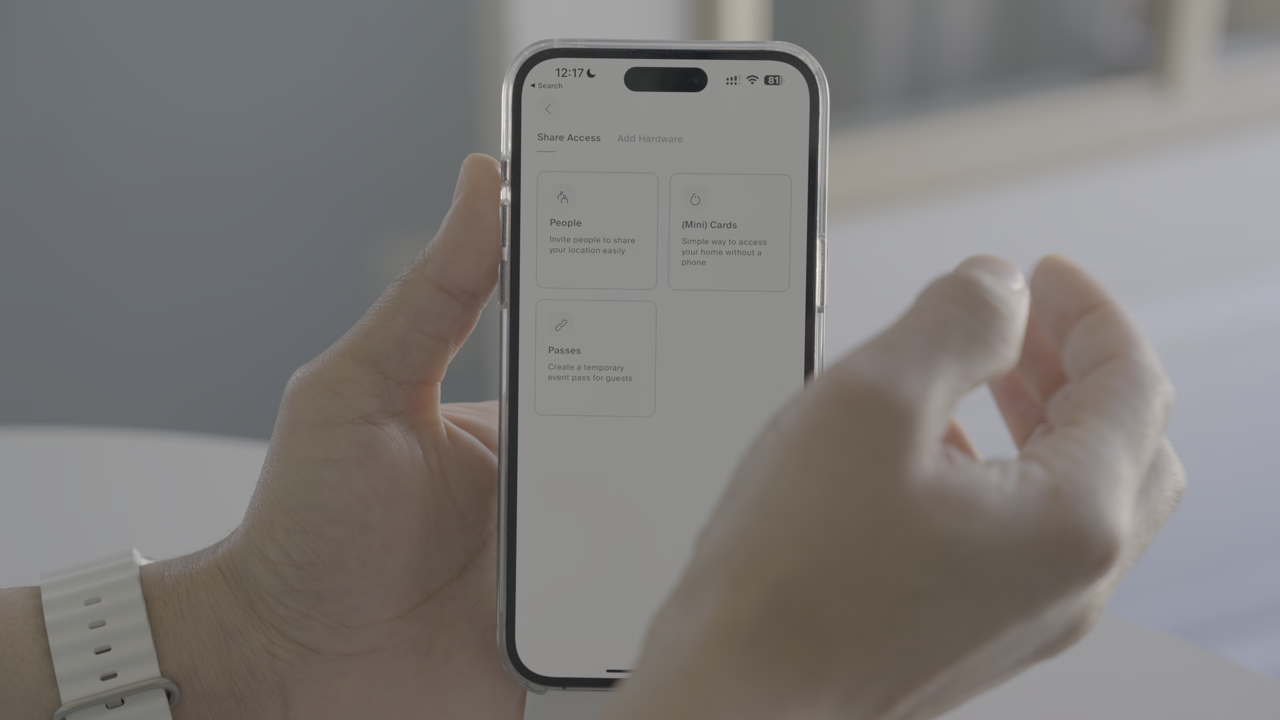 12:17
81
◀ Search
Share Access
Add Hardware
People
Invite people to share
your location easily
(Mini) Cards
Simple way to access
your home without a
phone
Passes
Create a temporary
event pass for guests